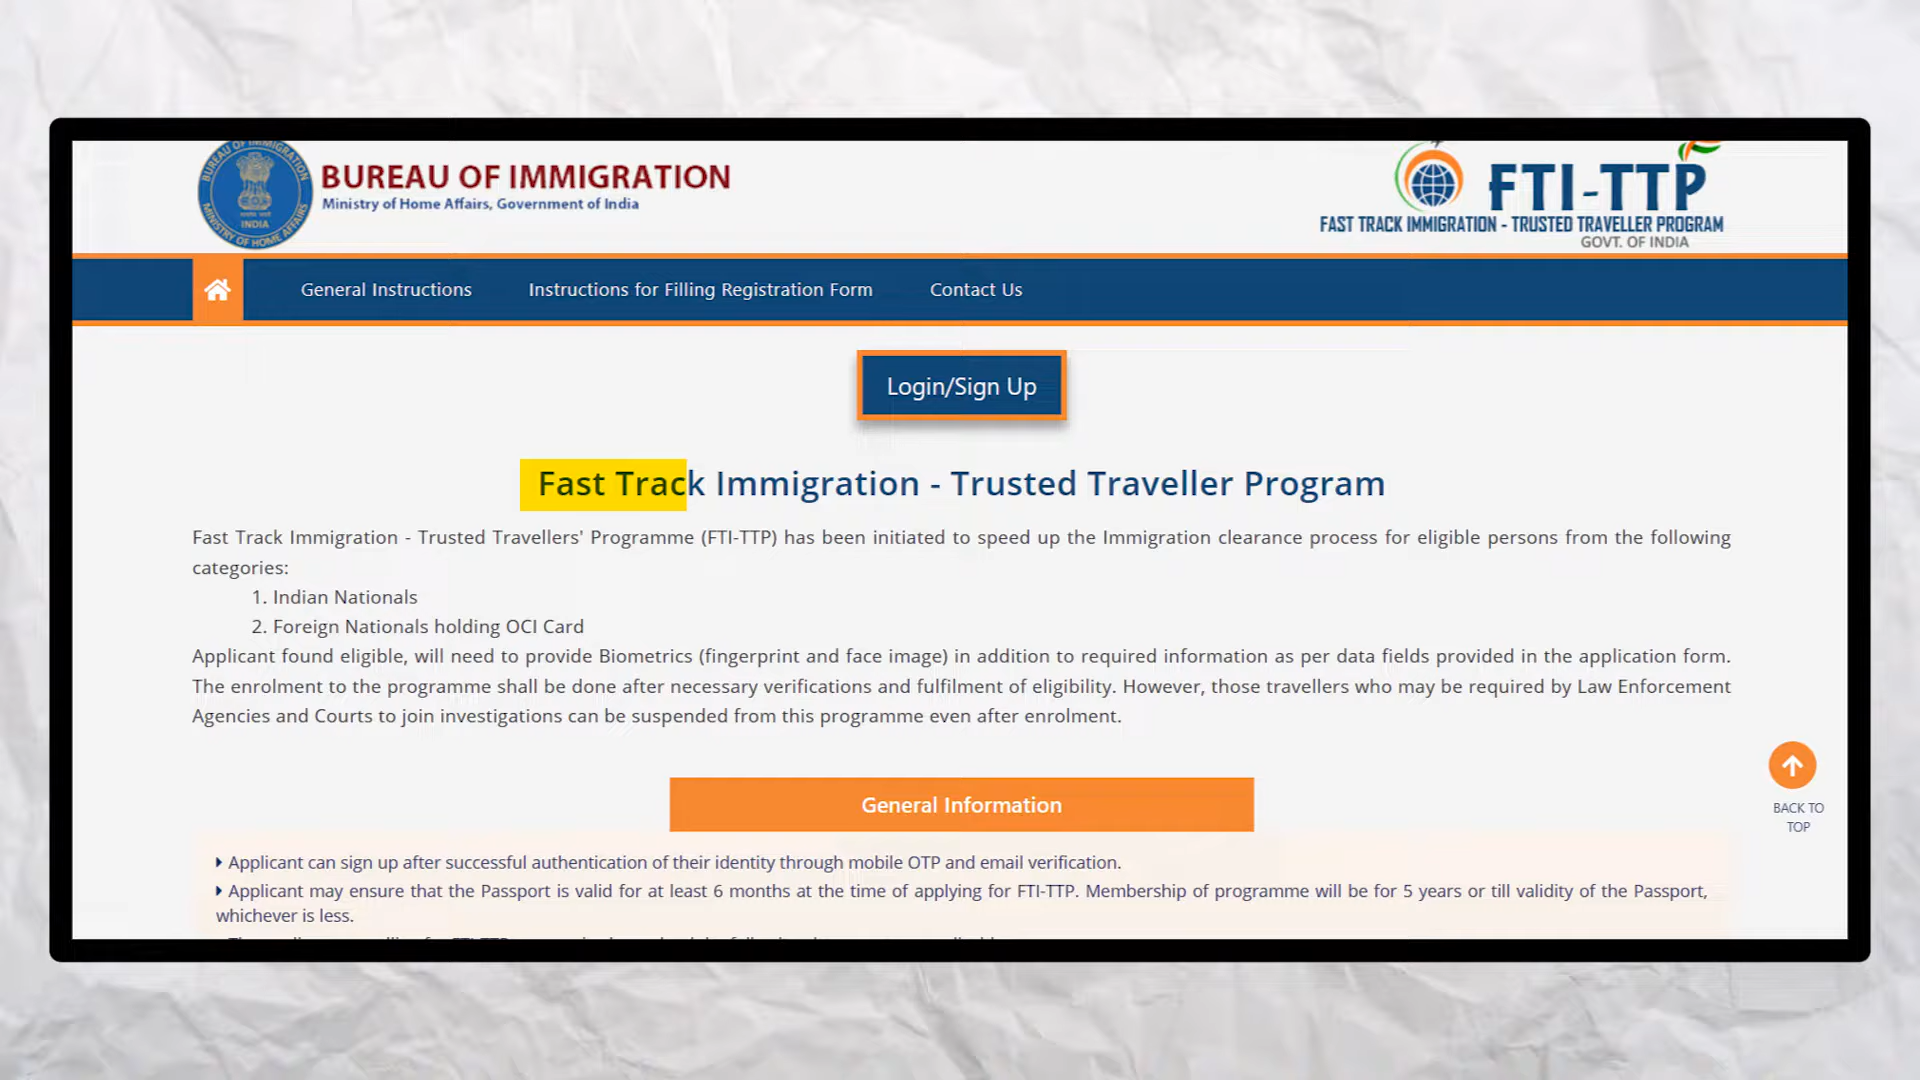 BUREAU OF IMMIGRATION
MINISTRY OF HOME AFFAIRS
INDIA
BUREAU OF IMMIGRATION
Ministry of Home Affairs, Government of India
FTI-TTP
FAST TRACK IMMIGRATION - TRUSTED TRAVELLER PROGRAM
GOVT. OF INDIA
General Instructions
Instructions for Filling Registration Form
Contact Us
Login/Sign Up
Fast Track Immigration - Trusted Traveller Program
Fast Track Immigration - Trusted Travellers' Programme (FTI-TTP) has been initiated to speed up the Immigration clearance process for eligible persons from the following
categories:
1. Indian Nationals
2. Foreign Nationals holding OCI Card
Applicant found eligible, will need to provide Biometrics (fingerprint and face image) in addition to required information as per data fields provided in the application form.
The enrolment to the programme shall be done after necessary verifications and fulfilment of eligibility. However, those travellers who may be required by Law Enforcement
Agencies and Courts to join investigations can be suspended from this programme even after enrolment.
BACK TO
TOP
General Information
Applicant can sign up after successful authentication of their identity through mobile OTP and email verification.
Applicant may ensure that the Passport is valid for at least 6 months at the time of applying for FTI-TTP. Membership of programme will be for 5 years or till validity of the Passport,
whichever is less.